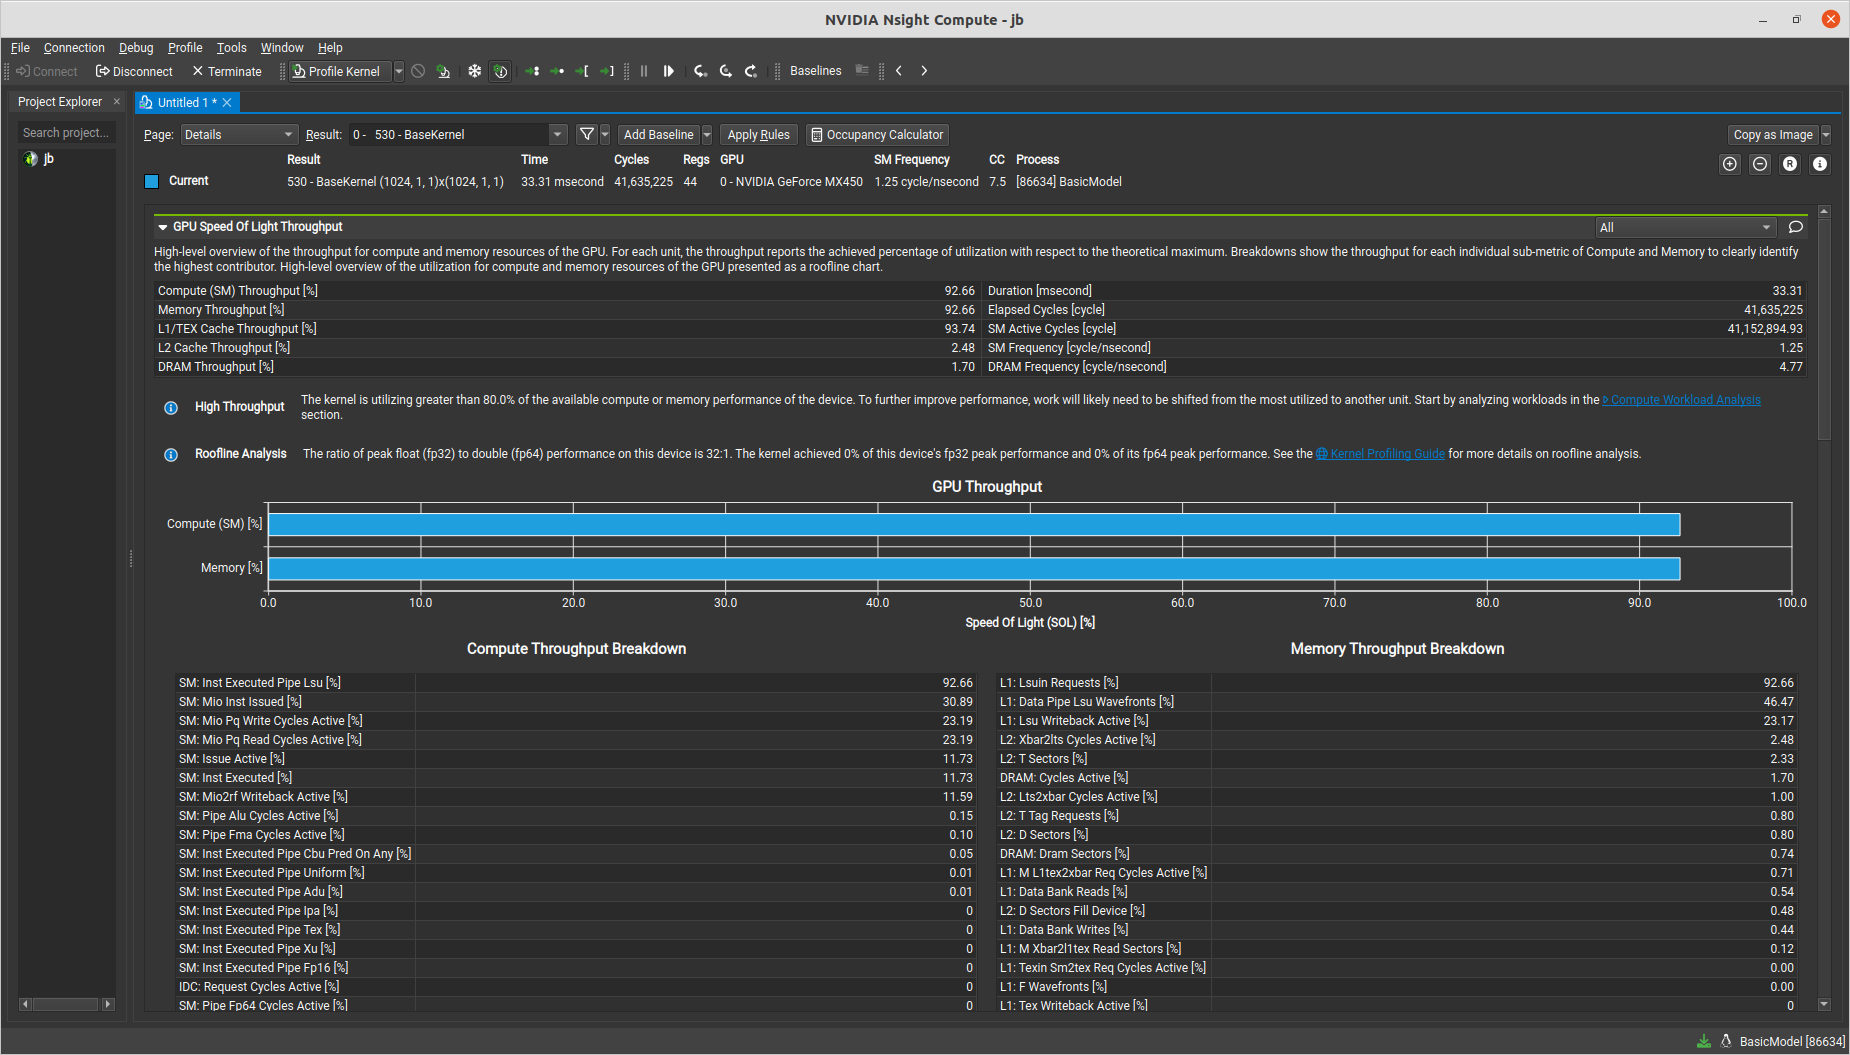 NVIDIA Nsight Compute - jb
File Connection Debug Profile Tools Window Help
Connect Disconnect Terminate Profile Kernel Baselines
Project Explorer
Untitled 1 *
Search project...
jb
Page: Details Result: 0 - 530 - BaseKernel Add Baseline Apply Rules Occupancy Calculator Copy as Image
Result Time Cycles Regs GPU SM Frequency CC Process
Current 530 - BaseKernel (1024, 1, 1)x(1024, 1, 1) 33.31 msecond 41,635,225 44 0 - NVIDIA GeForce MX450 1.25 cycle/nsecond 7.5 [86634] BasicModel
GPU Speed Of Light Throughput All
High-level overview of the throughput for compute and memory resources of the GPU. For each unit, the throughput reports the achieved percentage of utilization with respect to the theoretical maximum. Breakdowns show the throughput for each individual sub-metric of Compute and Memory to clearly identify
the highest contributor. High-level overview of the utilization for compute and memory resources of the GPU presented as a roofline chart.
Compute (SM) Throughput [%] 92.66 Duration [msecond] 33.31
Memory Throughput [%] 92.66 Elapsed Cycles [cycle] 41,635,225
L1/TEX Cache Throughput [%] 93.74 SM Active Cycles [cycle] 41,152,894.93
L2 Cache Throughput [%] 2.48 SM Frequency [cycle/nsecond] 1.25
DRAM Throughput [%] 1.70 DRAM Frequency [cycle/nsecond] 4.77
High Throughput The kernel is utilizing greater than 80.0% of the available compute or memory performance of the device. To further improve performance, work will likely need to be shifted from the most utilized to another unit. Start by analyzing workloads in the Compute Workload Analysis
section.
Roofline Analysis The ratio of peak float (fp32) to double (fp64) performance on this device is 32:1. The kernel achieved 0% of this device's fp32 peak performance and 0% of its fp64 peak performance. See the Kernel Profiling Guide for more details on roofline analysis.
GPU Throughput
Compute (SM) [%]
Memory [%]
0.0 10.0 20.0 30.0 40.0 50.0 60.0 70.0 80.0 90.0 100.0
Speed Of Light (SOL) [%]
Compute Throughput Breakdown Memory Throughput Breakdown
SM: Inst Executed Pipe Lsu [%] 92.66 L1: Lsuin Requests [%] 92.66
SM: Mio Inst Issued [%] 30.89 L1: Data Pipe Lsu Wavefronts [%] 46.47
SM: Mio Pq Write Cycles Active [%] 23.19 L1: Lsu Writeback Active [%] 23.17
SM: Mio Pq Read Cycles Active [%] 23.19 L2: Xbar2lts Cycles Active [%] 2.48
SM: Issue Active [%] 11.73 L2: T Sectors [%] 2.33
SM: Inst Executed [%] 11.73 DRAM: Cycles Active [%] 1.70
SM: Mio2rf Writeback Active [%] 11.59 L2: Lts2xbar Cycles Active [%] 1.00
SM: Pipe Alu Cycles Active [%] 0.15 L2: T Tag Requests [%] 0.80
SM: Pipe Fma Cycles Active [%] 0.10 L2: D Sectors [%] 0.80
SM: Inst Executed Pipe Cbu Pred On Any [%] 0.05 DRAM: Dram Sectors [%] 0.74
SM: Inst Executed Pipe Uniform [%] 0.01 L1: M L1tex2xbar Req Cycles Active [%] 0.71
SM: Inst Executed Pipe Adu [%] 0.01 L1: Data Bank Reads [%] 0.54
SM: Inst Executed Pipe Ipa [%] 0 L2: D Sectors Fill Device [%] 0.48
SM: Inst Executed Pipe Tex [%] 0 L1: Data Bank Writes [%] 0.44
SM: Inst Executed Pipe Xu [%] 0 L1: M Xbar2l1tex Read Sectors [%] 0.12
SM: Inst Executed Pipe Fp16 [%] 0 L1: Texin Sm2tex Req Cycles Active [%] 0.00
IDC: Request Cycles Active [%] 0 L1: F Wavefronts [%] 0.00
SM: Pipe Fp64 Cycles Active [%] 0 L1: Tex Writeback Active [%] 0
BasicModel [86634]